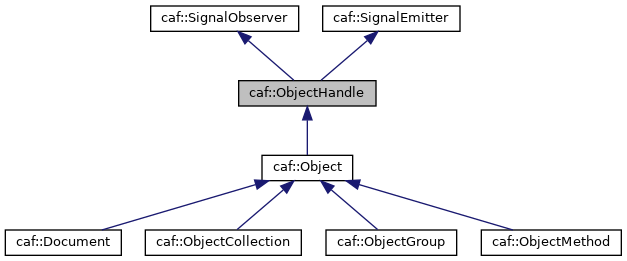 caf::SignalObserver
caf::SignalEmitter
caf::ObjectHandle
caf::Object
caf::Document
caf::ObjectCollection
caf::ObjectGroup
caf::ObjectMethod